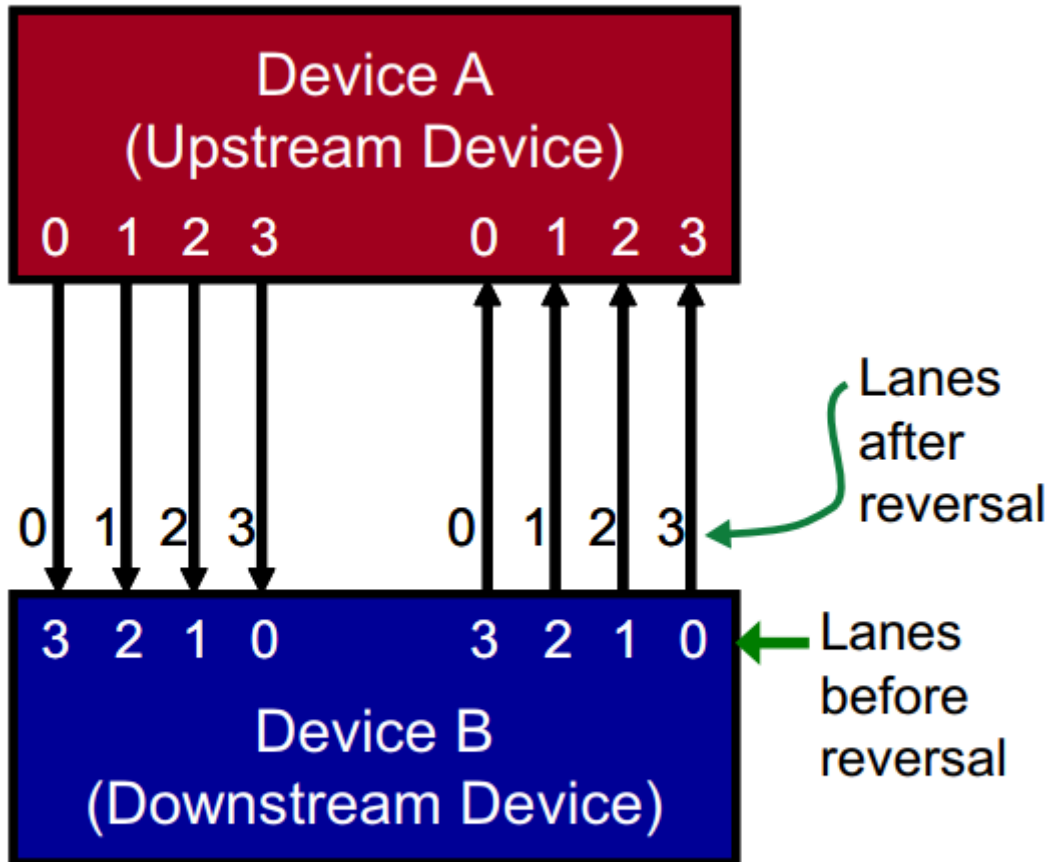 Device A
(Upstream Device)
0 1 2 3 0 1 2 3
Lanes
after
reversal
0 1 2 3 0 1 2 3
3 2 1 0 3 2 1 0
Lanes
before
reversal
Device B
(Downstream Device)